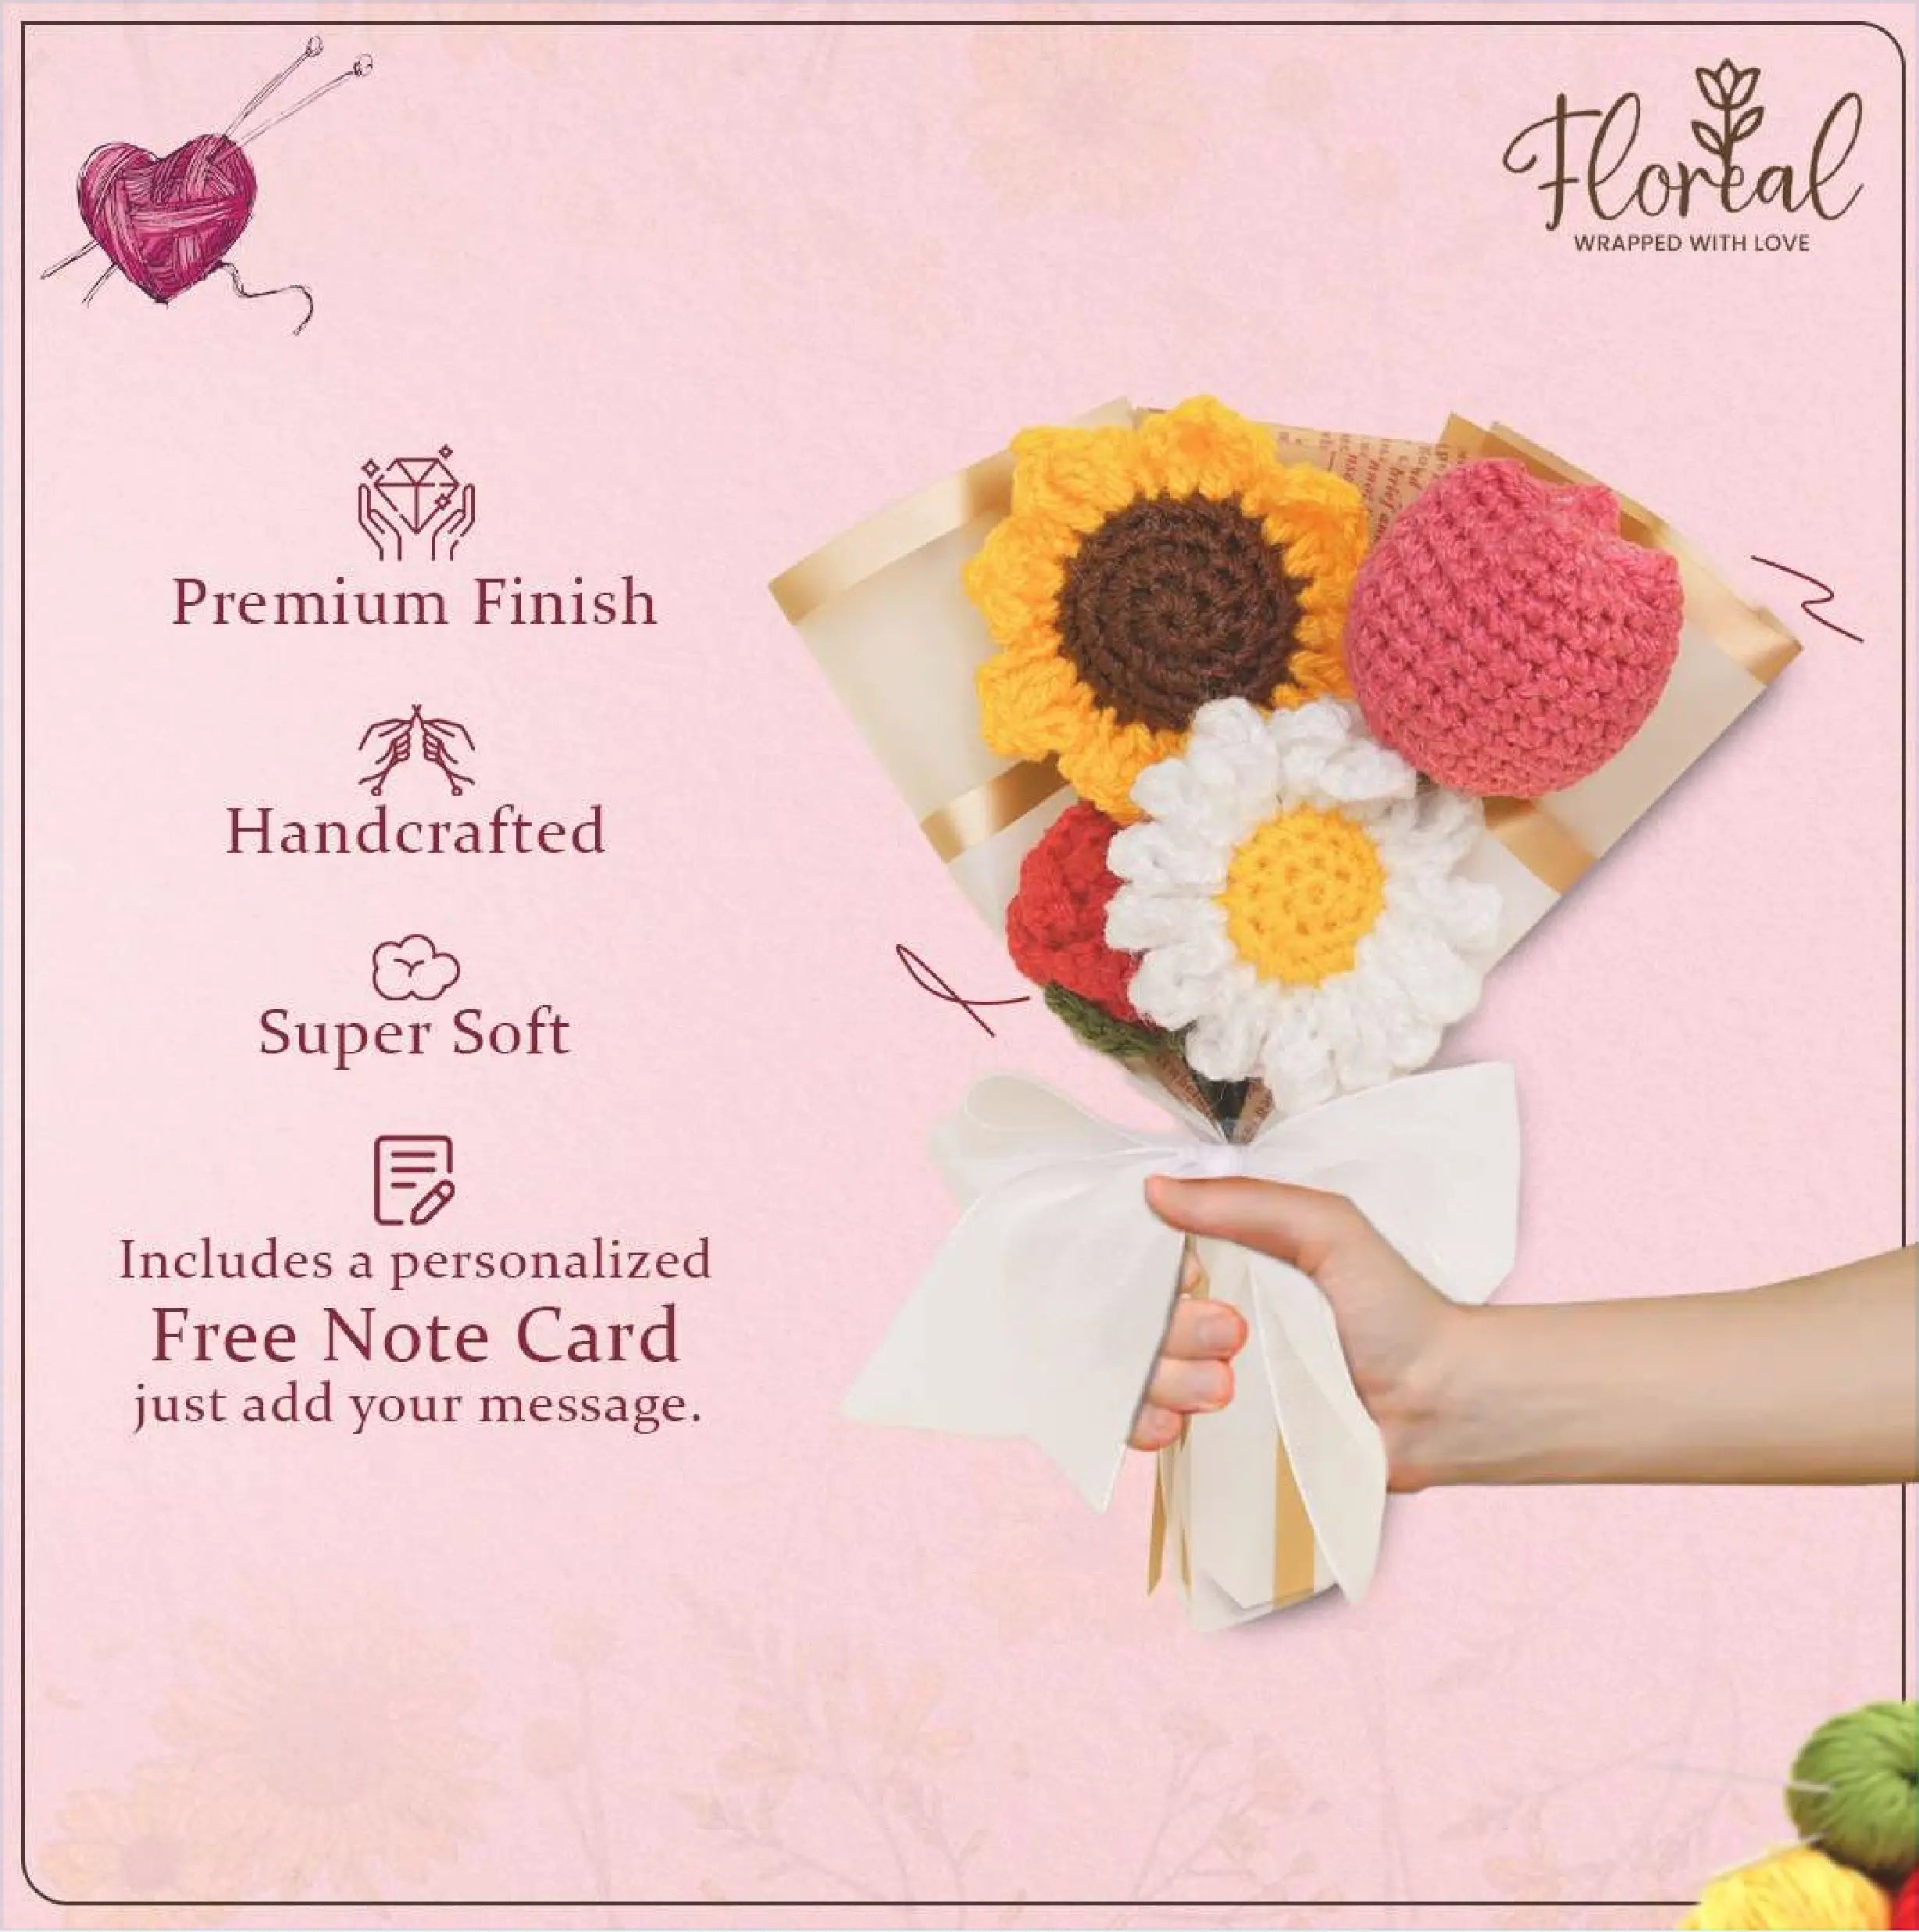 Floreal
WRAPPED WITH LOVE
Premium Finish
Handcrafted
Super Soft
Includes a personalized
Free Note Card
just add your message.